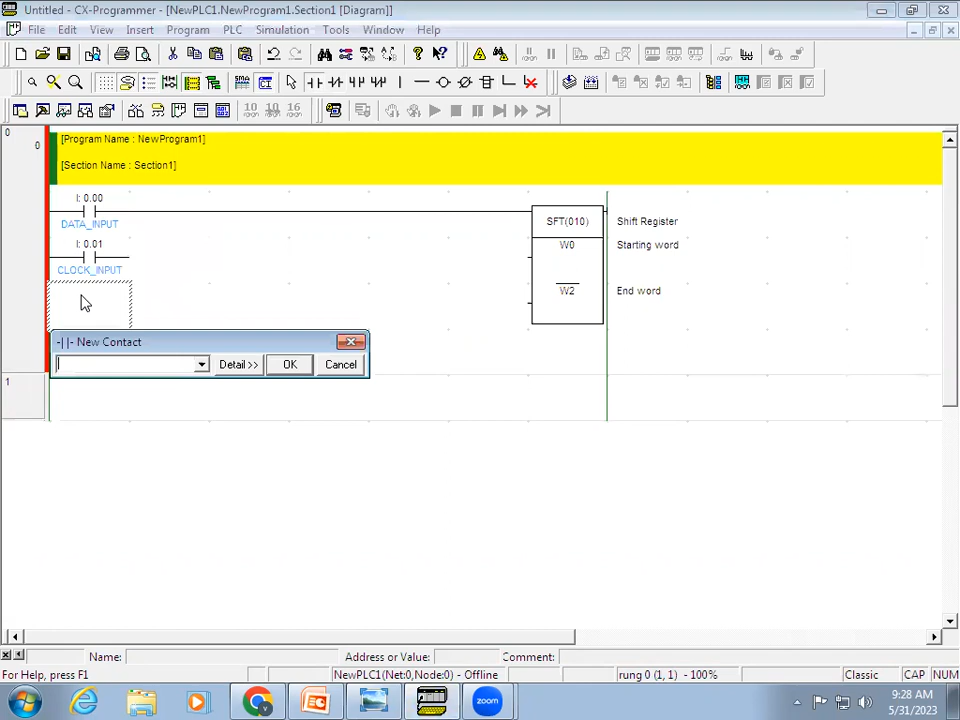 Untitled - CX-Programmer - [NewPLC1.NewProgram1.Section1 [Diagram]]
File Edit View Insert Program PLC Simulation Tools Window Help
10 10 16
0
0
[Program Name : NewProgram1]
[Section Name : Section1]
I: 0.00
DATA_INPUT
SFT(010)
Shift Register
I: 0.01
CLOCK_INPUT
W0
Starting word
W2
End word
-| |- New Contact
Detail>> OK Cancel
1
Name: Address or Value: Comment:
For Help, press F1 NewPLC1(Net:0,Node:0) - Offline rung 0 (1, 1) - 100% Classic CAP NUM
zoom
9:28 AM
5/31/2023